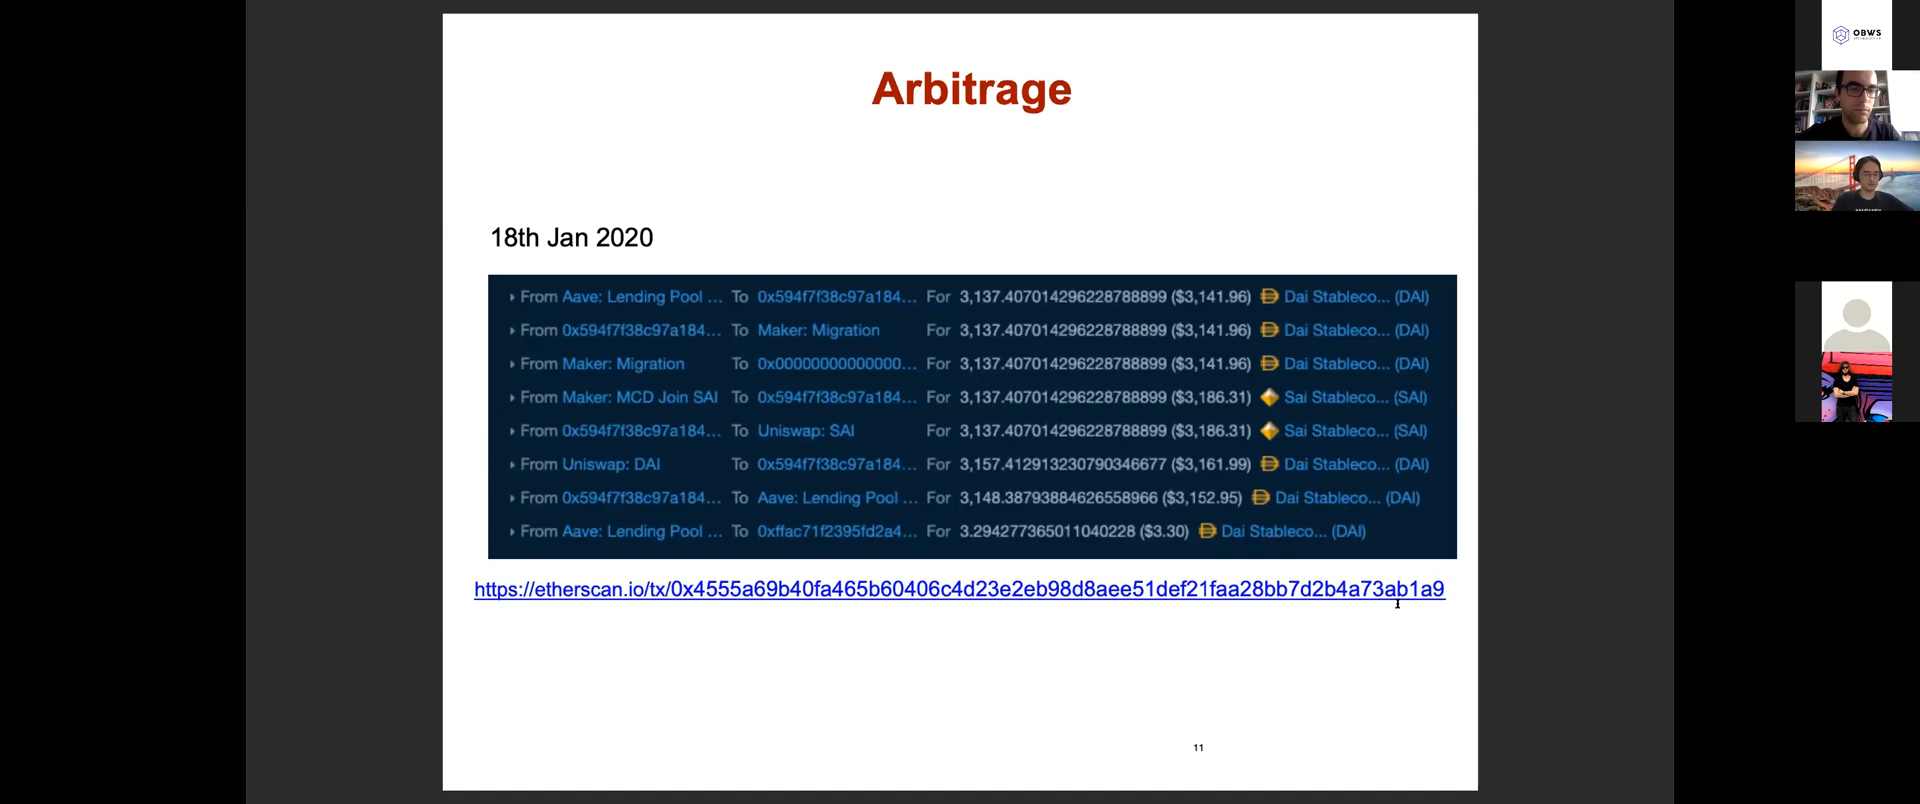 Arbitrage
18th Jan 2020
From Aave: Lending Pool ... To 0x594f7f38c97a184... For 3,137.407014296228788899 ($3,141.96) Dai Stableco... (DAI)
From 0x594f7f38c97a184... To Maker: Migration For 3,137.407014296228788899 ($3,141.96) Dai Stableco... (DAI)
From Maker: Migration To 0x00000000000000... For 3,137.407014296228788899 ($3,141.96) Dai Stableco... (DAI)
From Maker: MCD Join SAI To 0x594f7f38c97a184... For 3,137.407014296228788899 ($3,186.31) Sai Stableco... (SAI)
From 0x594f7f38c97a184... To Uniswap: SAI For 3,137.407014296228788899 ($3,186.31) Sai Stableco... (SAI)
From Uniswap: DAI To 0x594f7f38c97a184... For 3,157.412913230790346677 ($3,161.99) Dai Stableco... (DAI)
From 0x594f7f38c97a184... To Aave: Lending Pool ... For 3,148.38793884626558966 ($3,152.95) Dai Stableco... (DAI)
From Aave: Lending Pool ... To 0xffac71f2395fd2a4... For 3.294277365011040228 ($3.30) Dai Stableco... (DAI)
https://etherscan.io/tx/0x4555a69b40fa465b60406c4d23e2eb98d8aee51def21faa28bb7d2b4a73ab1a9
11
OBWS